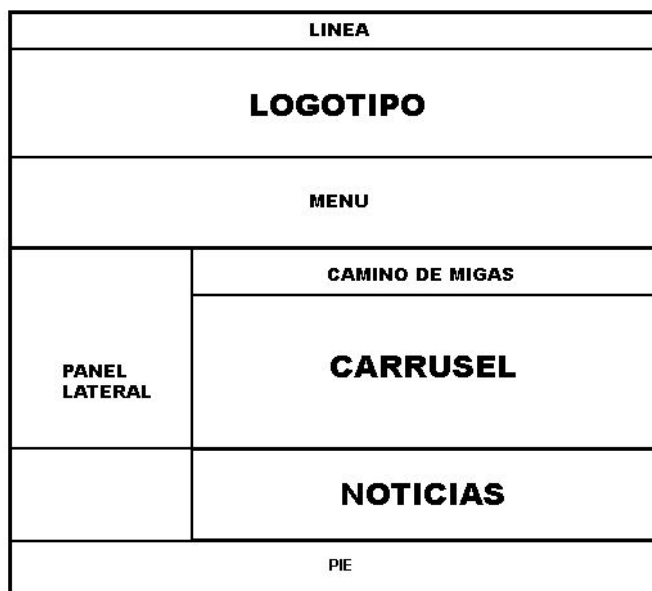 LINEA
LOGOTIPO
MENU
CAMINO DE MIGAS
PANEL
LATERAL
CARRUSEL
NOTICIAS
PIE